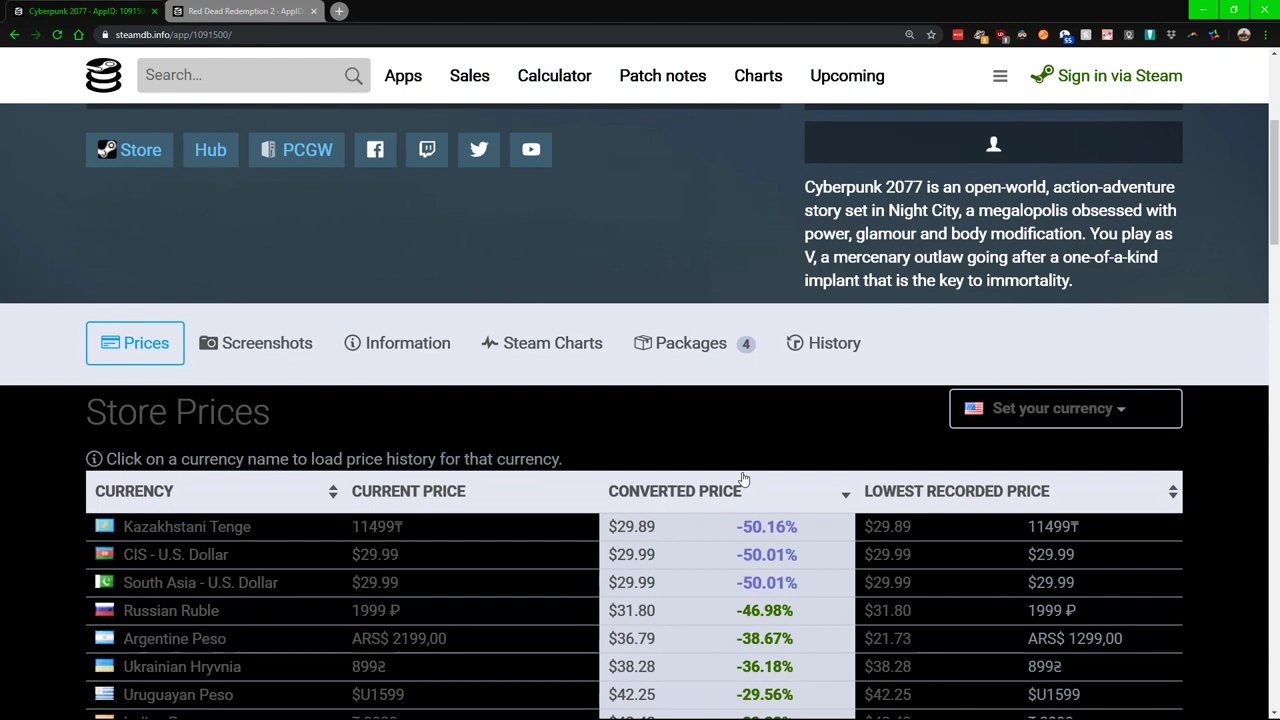 Cyberpunk 2077 - AppID: 109150
Red Dead Redemption 2 - AppID:
steamdb.info/app/1091500/
55
Search...
Apps
Sales
Calculator
Patch notes
Charts
Upcoming
Sign in via Steam
Store
Hub
PCGW
Cyberpunk 2077 is an open-world, action-adventure
story set in Night City, a megalopolis obsessed with
power, glamour and body modification. You play as
V, a mercenary outlaw going after a one-of-a-kind
implant that is the key to immortality.
Prices
Screenshots
Information
Steam Charts
Packages 4
History
Store Prices
Set your currency
Click on a currency name to load price history for that currency.
CURRENCY CURRENT PRICE CONVERTED PRICE LOWEST RECORDED PRICE
Kazakhstani Tenge 11499₸ $29.89 -50.16% $29.89 11499₸
CIS - U.S. Dollar $29.99 $29.99 -50.01% $29.99 $29.99
South Asia - U.S. Dollar $29.99 $29.99 -50.01% $29.99 $29.99
Russian Ruble 1999 ₽ $31.80 -46.98% $31.80 1999 ₽
Argentine Peso ARS$ 2199,00 $36.79 -38.67% $21.73 ARS$ 1299,00
Ukrainian Hryvnia 899₴ $38.28 -36.18% $38.28 899₴
Uruguayan Peso $U1599 $42.25 -29.56% $42.25 $U1599